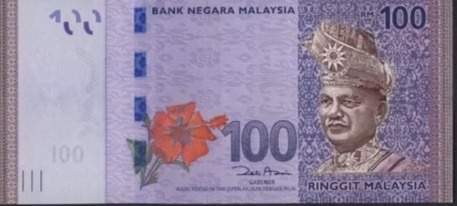 BANK NEGARA MALAYSIA
RM 100
100
100
GABENOR
RINGGIT MALAYSIA